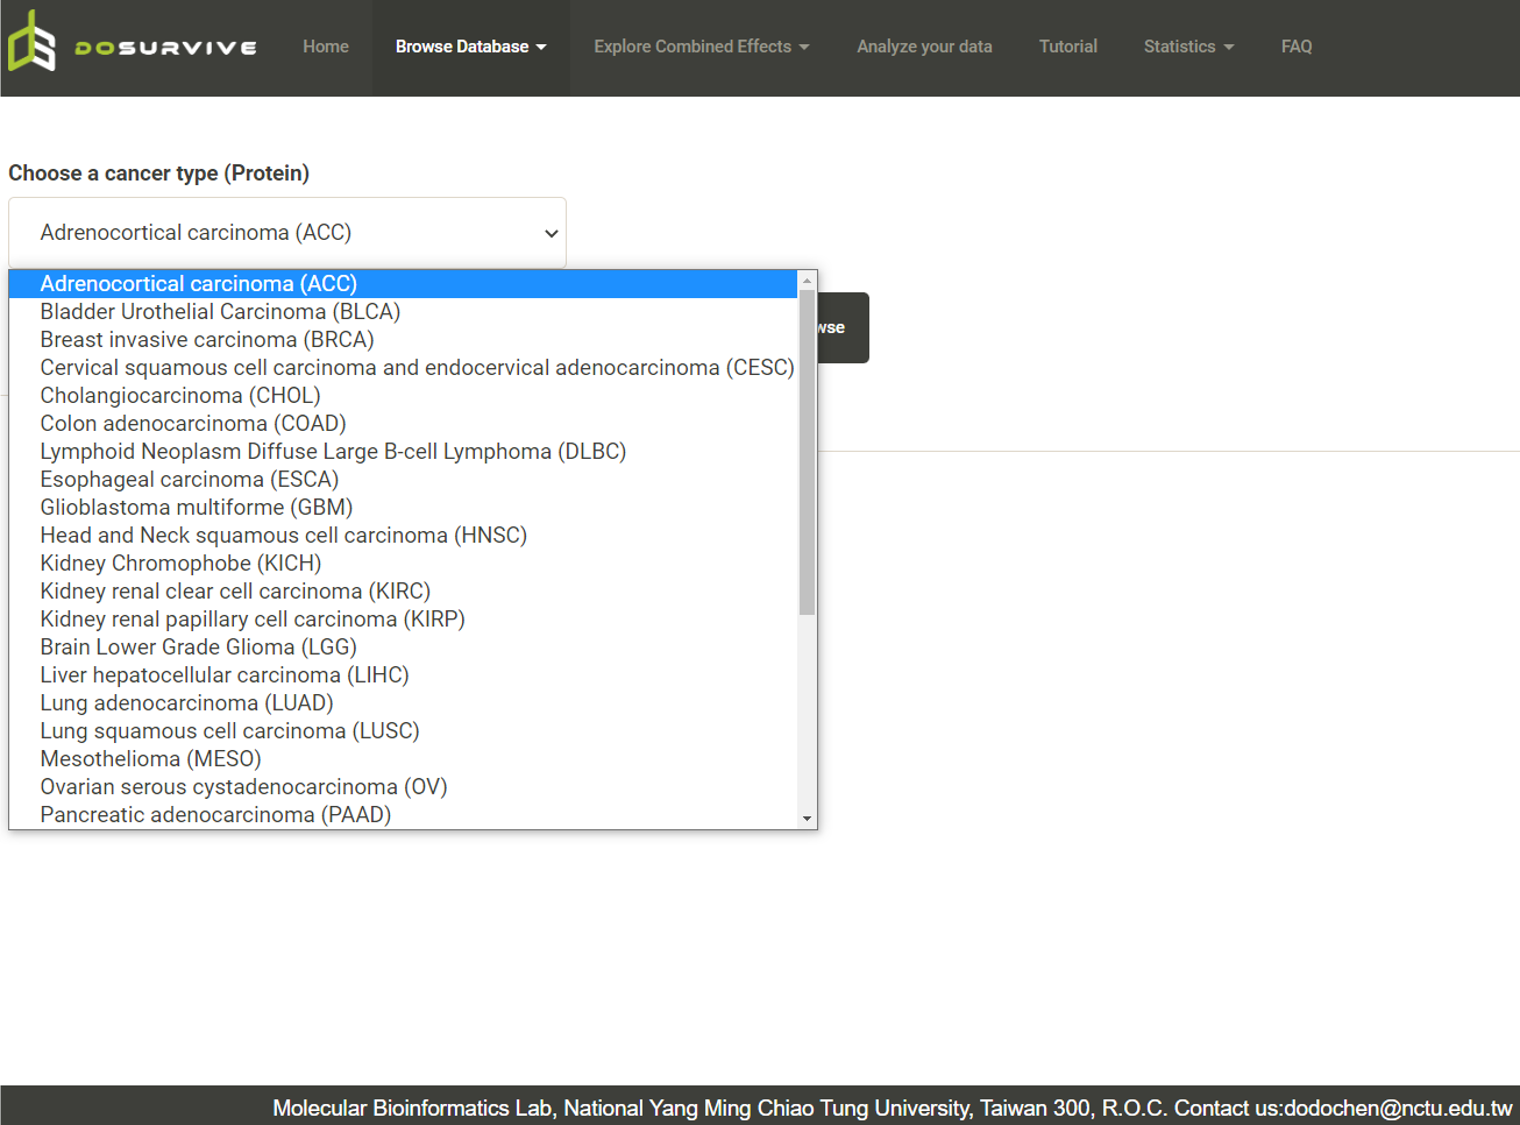 DOSURVIVE Home Browse Database Explore Combined Effects Analyze your data Tutorial Statistics FAQ
Choose a cancer type (Protein)
Adrenocortical carcinoma (ACC)
Adrenocortical carcinoma (ACC)
Bladder Urothelial Carcinoma (BLCA)
Breast invasive carcinoma (BRCA)
Cervical squamous cell carcinoma and endocervical adenocarcinoma (CESC)
Cholangiocarcinoma (CHOL)
Colon adenocarcinoma (COAD)
Lymphoid Neoplasm Diffuse Large B-cell Lymphoma (DLBC)
Esophageal carcinoma (ESCA)
Glioblastoma multiforme (GBM)
Head and Neck squamous cell carcinoma (HNSC)
Kidney Chromophobe (KICH)
Kidney renal clear cell carcinoma (KIRC)
Kidney renal papillary cell carcinoma (KIRP)
Brain Lower Grade Glioma (LGG)
Liver hepatocellular carcinoma (LIHC)
Lung adenocarcinoma (LUAD)
Lung squamous cell carcinoma (LUSC)
Mesothelioma (MESO)
Ovarian serous cystadenocarcinoma (OV)
Pancreatic adenocarcinoma (PAAD)
Molecular Bioinformatics Lab, National Yang Ming Chiao Tung University, Taiwan 300, R.O.C. Contact us:dodochen@nctu.edu.tw